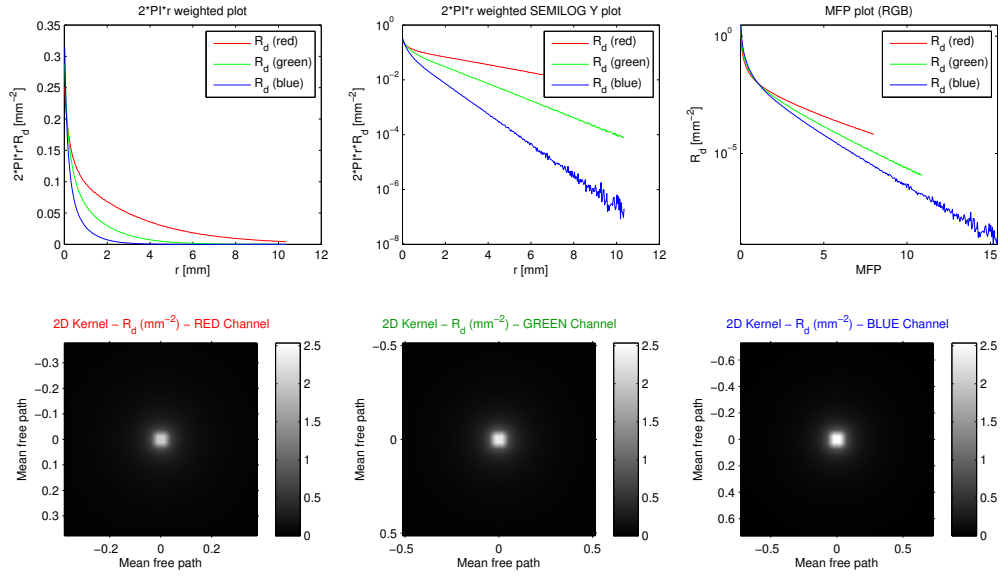 2*PI*r weighted plot
2*PI*r*R_d [mm^−2]
0.35
0.3
0.25
0.2
0.15
0.1
0.05
0
0 2 4 6 8 10 12
r [mm]
R_d (red)
R_d (green)
R_d (blue)
2*PI*r weighted SEMILOG Y plot
2*PI*r*R_d [mm^−2]
10^0
10^−2
10^−4
10^−6
10^−8
0 2 4 6 8 10 12
r [mm]
R_d (red)
R_d (green)
R_d (blue)
MFP plot (RGB)
R_d [mm^−2]
10^0
10^−5
0 5 10 15
MFP
R_d (red)
R_d (green)
R_d (blue)
2D Kernel − R_d (mm^−2) − RED Channel
Mean free path
−0.3
−0.2
−0.1
0
0.1
0.2
0.3
−0.2 0 0.2
Mean free path
2.5
2
1.5
1
0.5
0
2D Kernel − R_d (mm^−2) − GREEN Channel
Mean free path
−0.5
0
0.5
−0.5 0 0.5
Mean free path
2.5
2
1.5
1
0.5
0
2D Kernel − R_d (mm^−2) − BLUE Channel
Mean free path
−0.6
−0.4
−0.2
0
0.2
0.4
0.6
−0.5 0 0.5
Mean free path
2.5
2
1.5
1
0.5
0